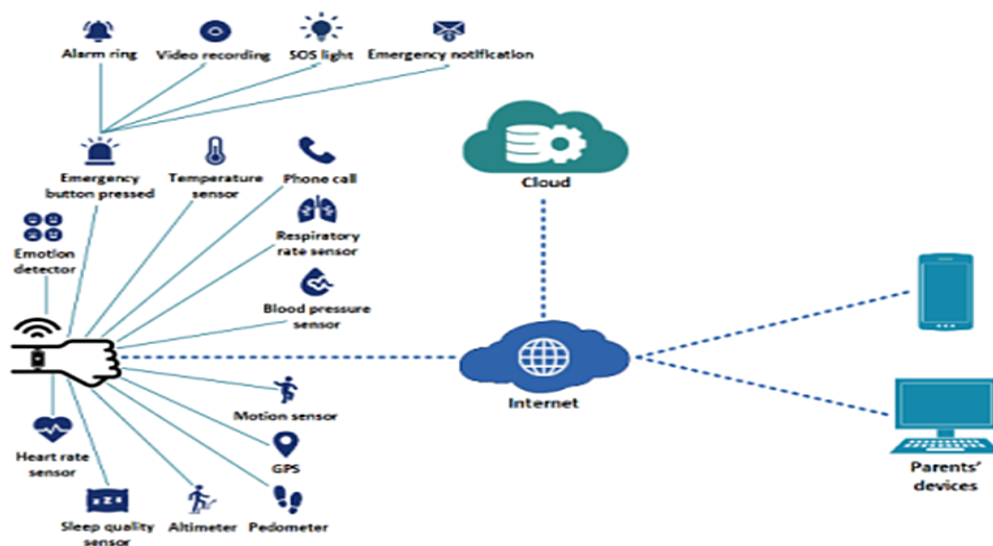 Alarm ring
Video recording
SOS light
Emergency notification
Emergency
button pressed
Temperature
sensor
Phone call
Cloud
Emotion
detector
Respiratory
rate sensor
Blood pressure
sensor
Internet
Motion sensor
Heart rate
sensor
GPS
Parents'
devices
Sleep quality
sensor
Altimeter
Pedometer
zZz